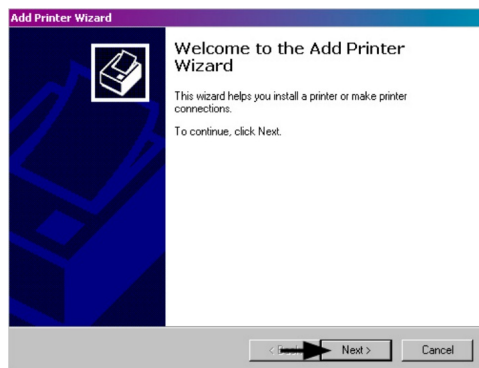 Add Printer Wizard
Welcome to the Add Printer
Wizard
This wizard helps you install a printer or make printer
connections.
To continue, click Next.
< Back Next > Cancel